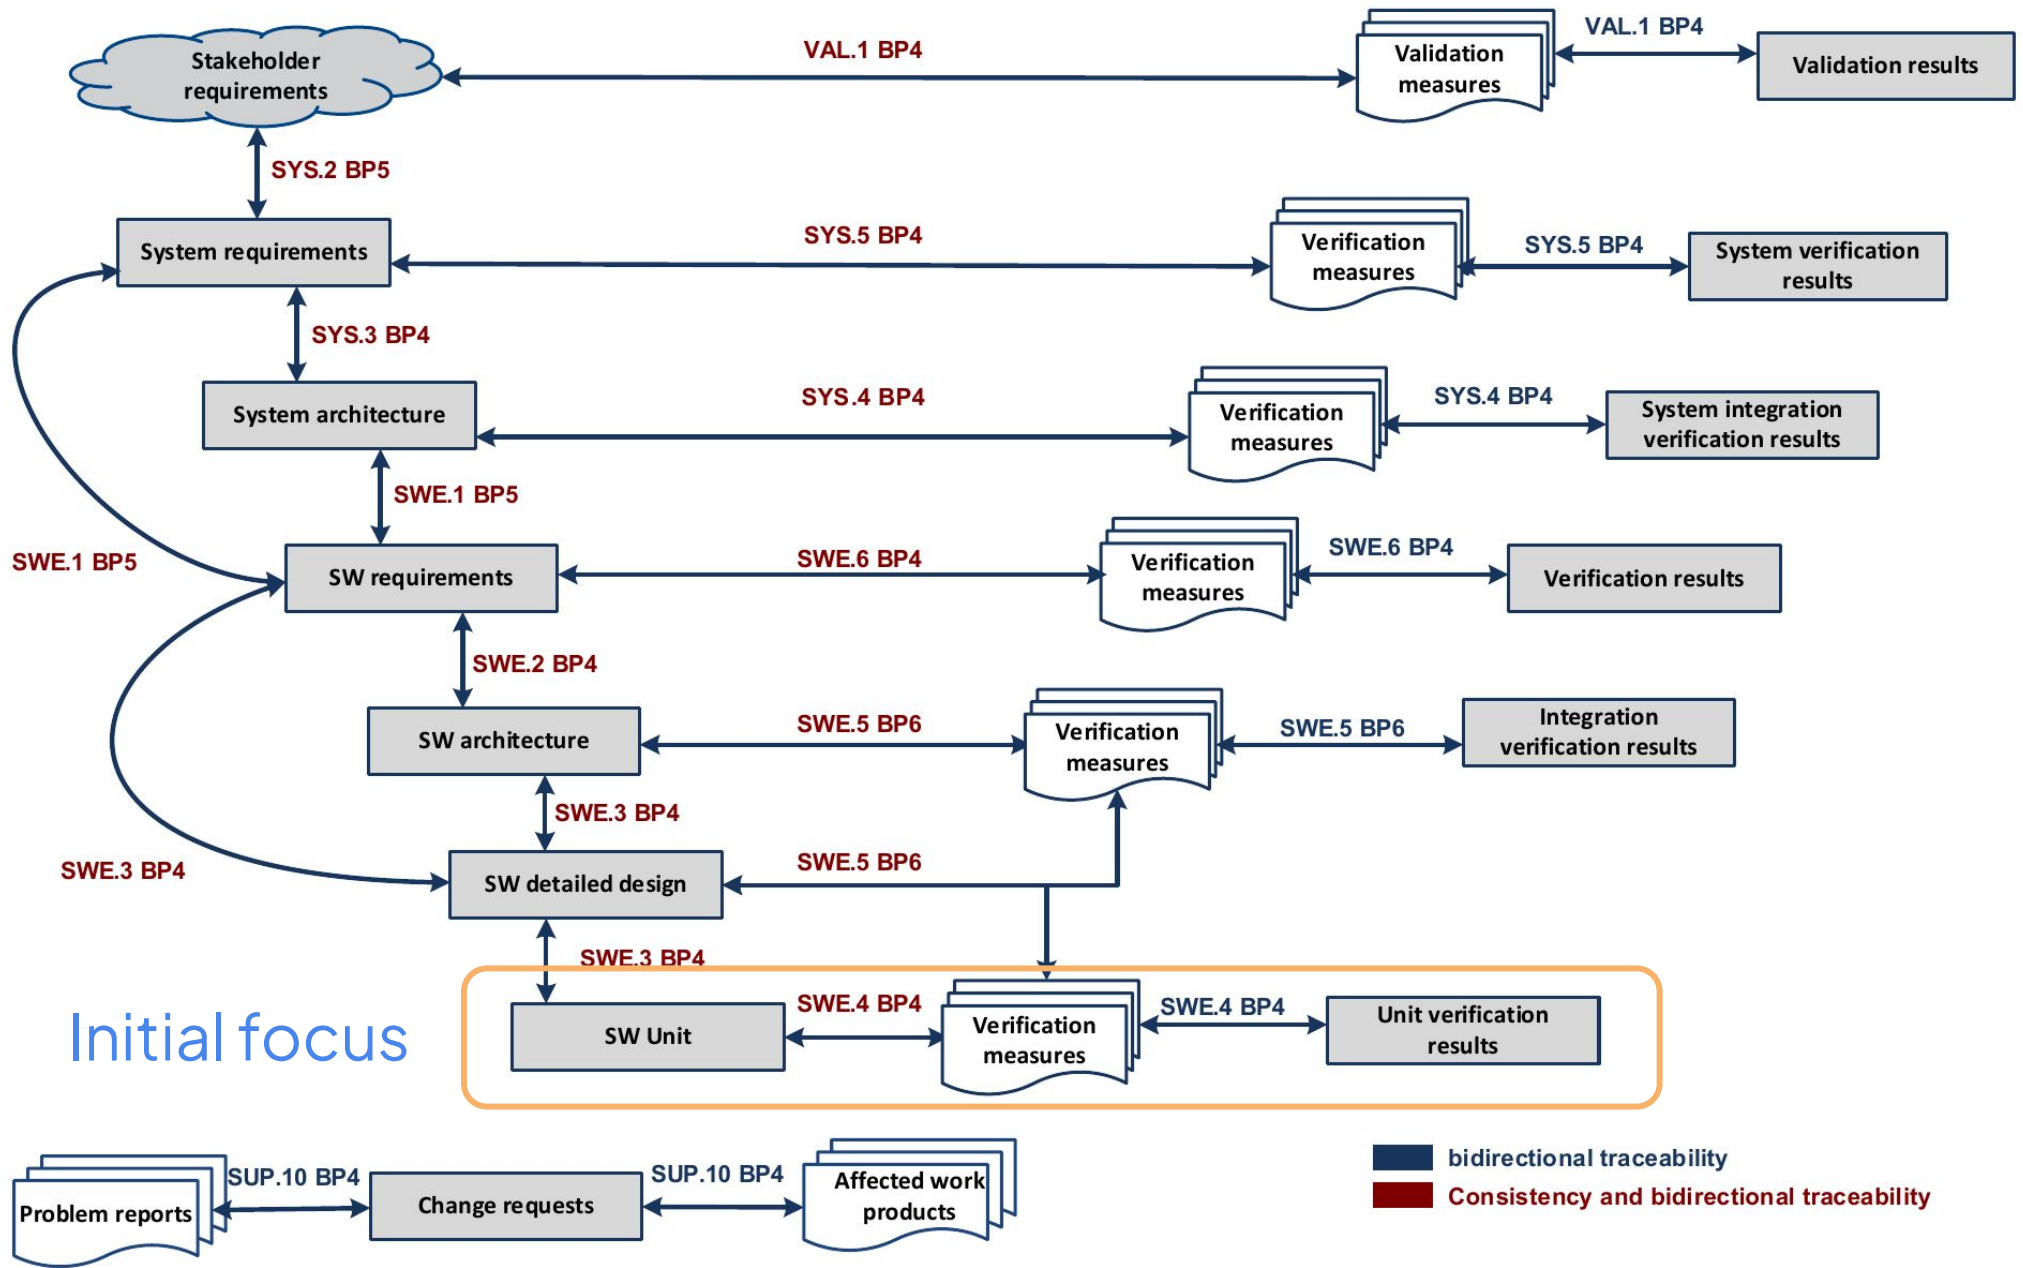 Stakeholder
requirements
VAL.1 BP4
Validation
measures
VAL.1 BP4
Validation results
SYS.2 BP5
System requirements
SYS.5 BP4
Verification
measures
SYS.5 BP4
System verification
results
SYS.3 BP4
System architecture
SYS.4 BP4
Verification
measures
SYS.4 BP4
System integration
verification results
SWE.1 BP5
SWE.1 BP5
SW requirements
SWE.6 BP4
Verification
measures
SWE.6 BP4
Verification results
SWE.2 BP4
SW architecture
SWE.5 BP6
Verification
measures
SWE.5 BP6
Integration
verification results
SWE.3 BP4
SWE.3 BP4
SW detailed design
SWE.5 BP6
SWE.3 BP4
Initial focus
SW Unit
SWE.4 BP4
Verification
measures
SWE.4 BP4
Unit verification
results
Problem reports
SUP.10 BP4
Change requests
SUP.10 BP4
Affected work
products
bidirectional traceability
Consistency and bidirectional traceability